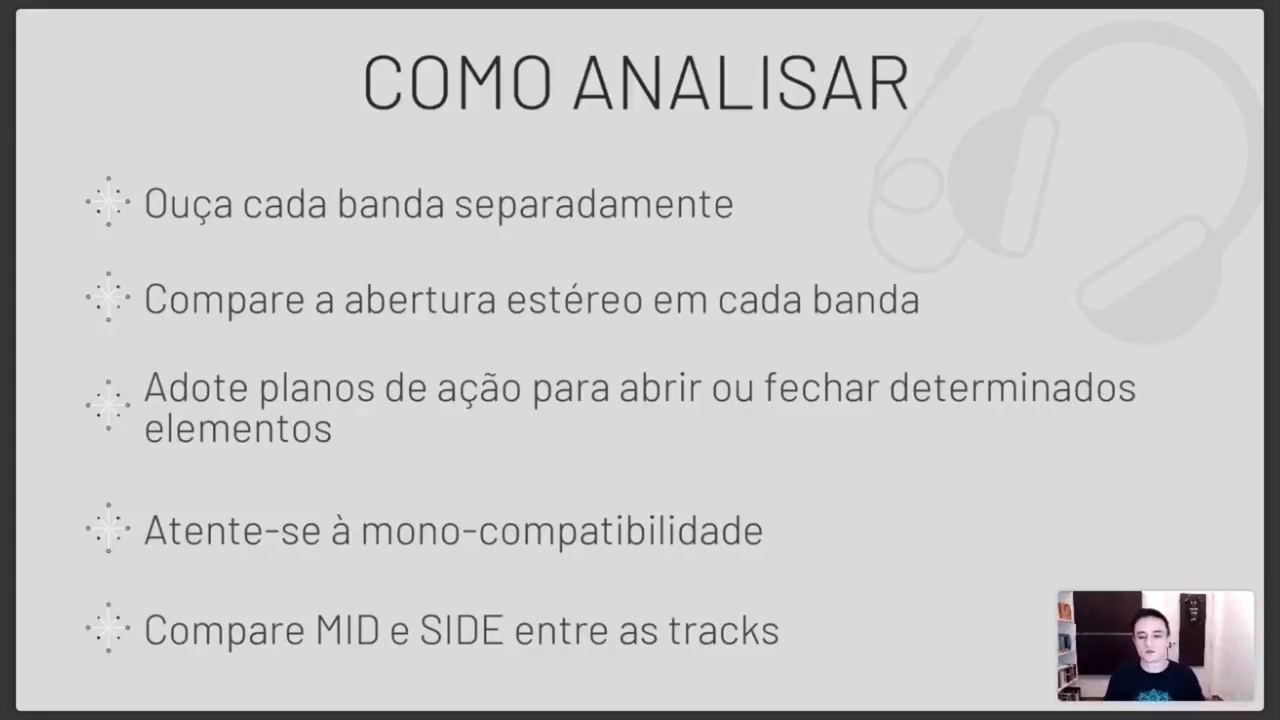 COMO ANALISAR
Ouça cada banda separadamente
Compare a abertura estéreo em cada banda
Adote planos de ação para abrir ou fechar determinados
elementos
Atente-se à mono-compatibilidade
Compare MID e SIDE entre as tracks